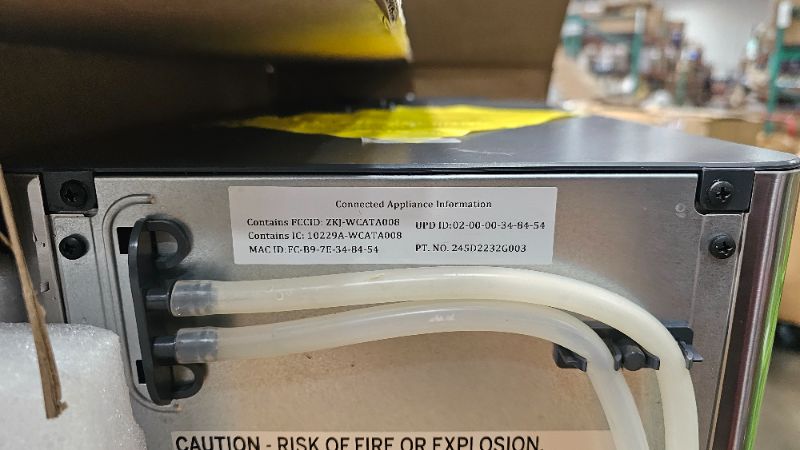 Connected Appliance Information
Contains FCCID: ZKJ-WCATA008
UPD ID:02-00-00-34-84-54
Contains IC: 10229A-WCATA008
MAC ID:FC-B9-7E-34-84-54
PT. NO. 245D2232G003
CAUTION - RISK OF FIRE OR EXPLOSION.